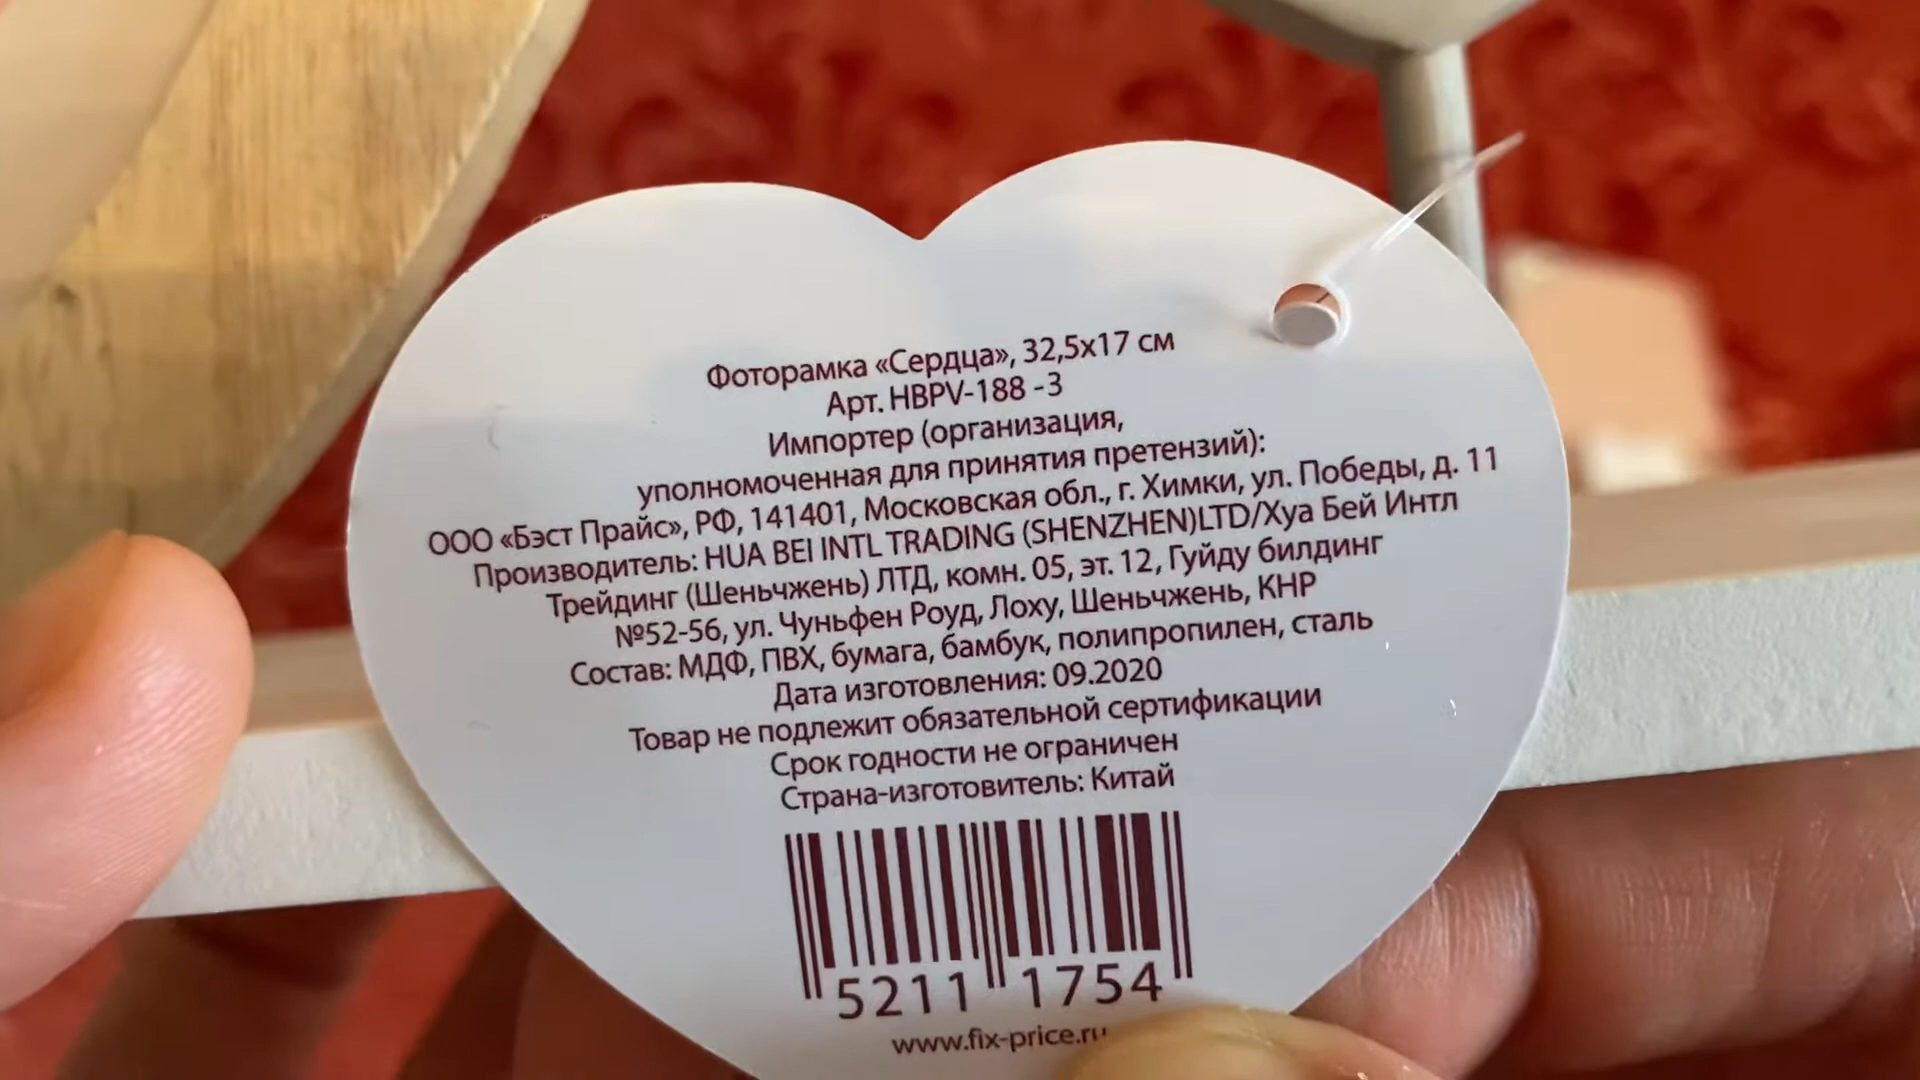 Фоторамка «Сердца», 32,5х17 см
Арт. HBPV-188 -3
Импортер (организация,
уполномоченная для принятия претензий):
ООО «Бэст Прайс», РФ, 141401, Московская обл., г. Химки, ул. Победы, д. 11
Производитель: HUA BEI INTL TRADING (SHENZHEN)LTD/Хуа Бей Интл
Трейдинг (Шеньчжень) ЛТД, комн. 05, эт. 12, Гуйду билдинг
№52-56, ул. Чуньфен Роуд, Лоху, Шеньчжень, КНР
Состав: МДФ, ПВХ, бумага, бамбук, полипропилен, сталь
Дата изготовления: 09.2020
Товар не подлежит обязательной сертификации
Срок годности не ограничен
Страна-изготовитель: Китай
5211 1754
www.fix-price.ru